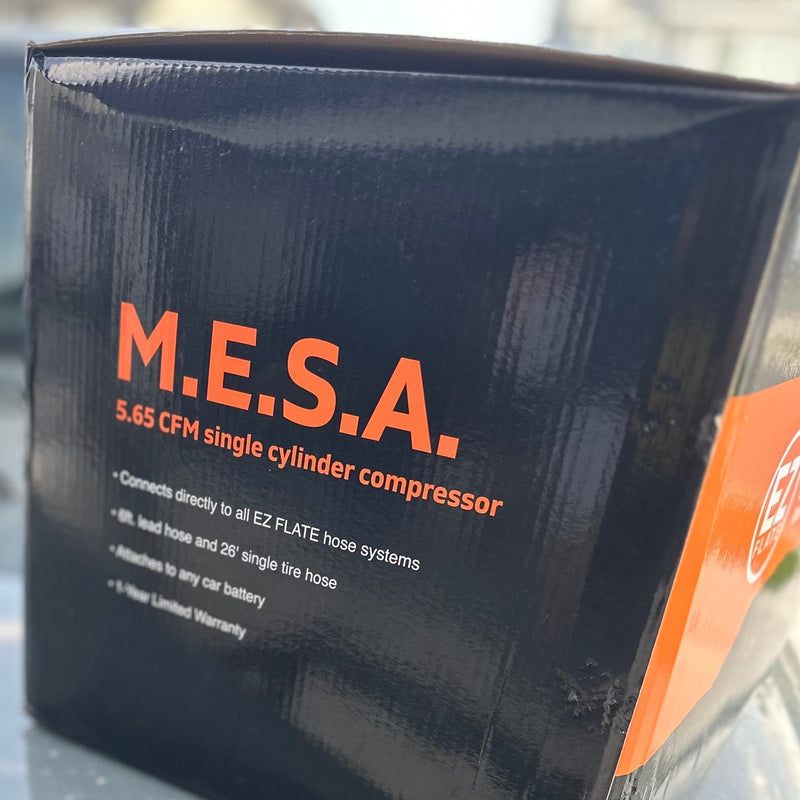 M.E.S.A.
5.65 CFM single cylinder compressor
• Connects directly to all EZ FLATE hose systems
• 6ft. lead hose and 26' single tire hose
• Attaches to any car battery
• 1-Year Limited Warranty
EZ
FLATE